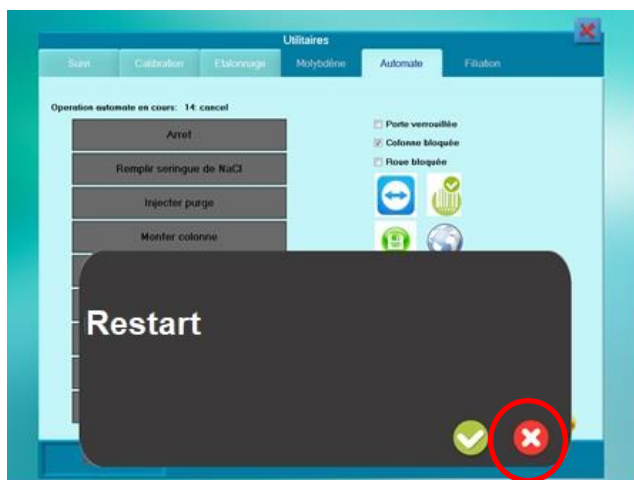 Utilitaires
Suivi
Calibration
Etalonnage
Molybdène
Automate
Filiation
Operation automate en cours: 14: cancel
Arret
Remplir seringue de NaCl
Injecter purge
Monter colonne
Porte verrouillée
Colonne bloquée
Roue bloquée
Restart